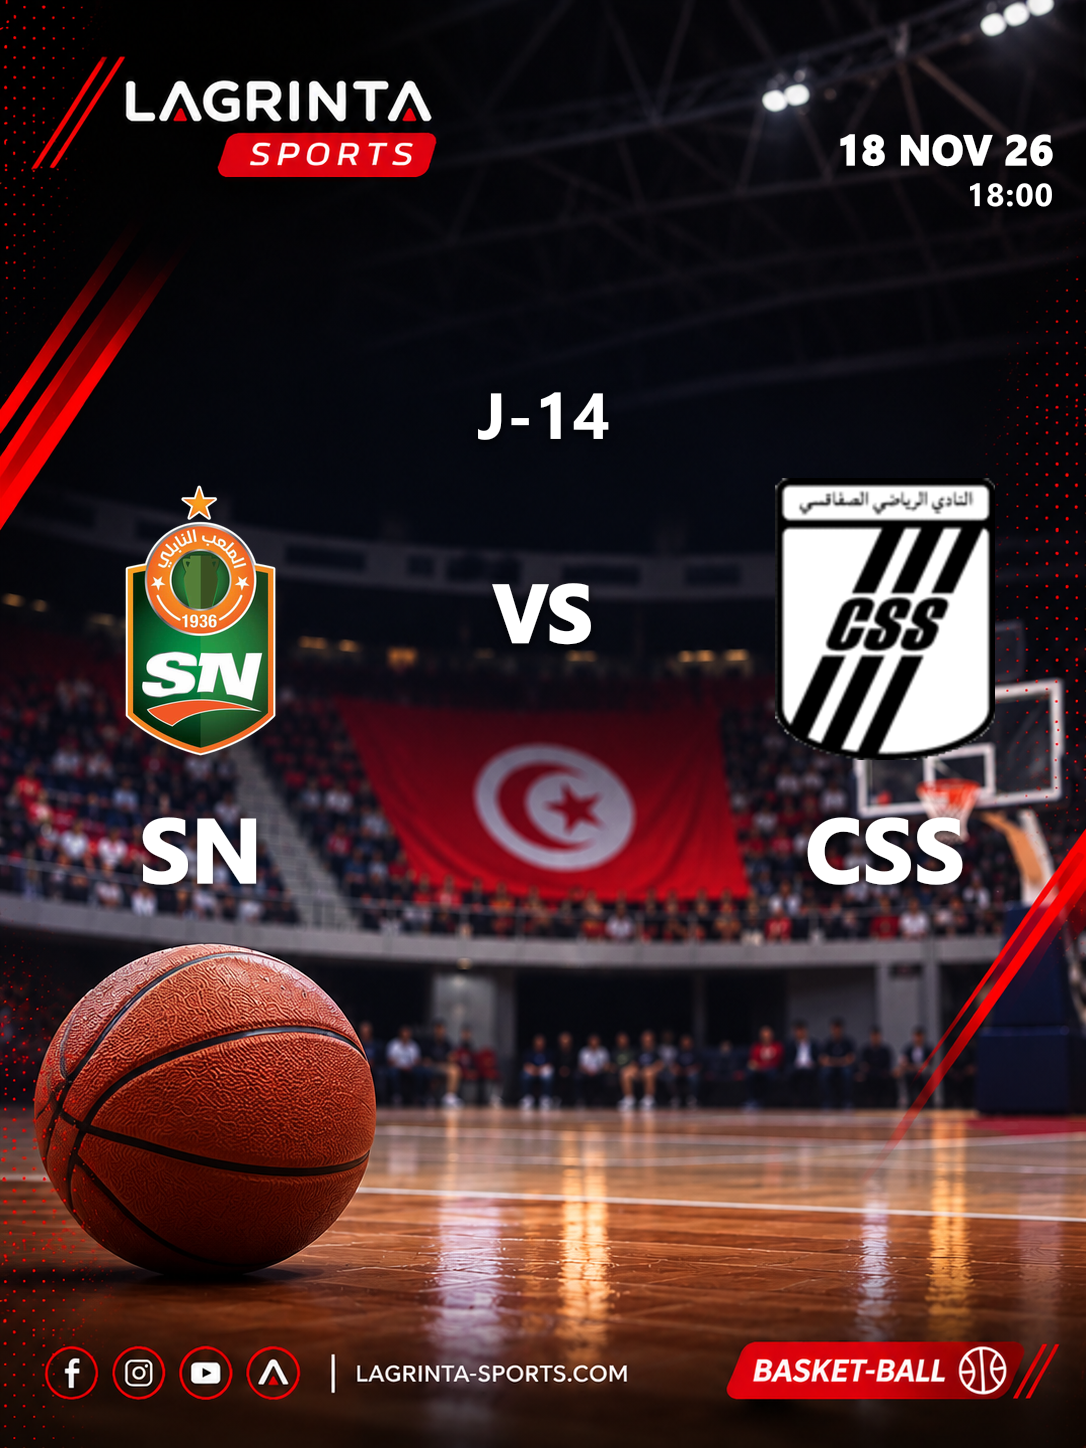 LAGRINTA
SPORTS
18 NOV 26
18:00
J-14
الملعب النابلي
1936
SN
VS
النادي الرياضي الصفاقسي
CSS
SN
CSS
LAGRINTA-SPORTS.COM
BASKET-BALL